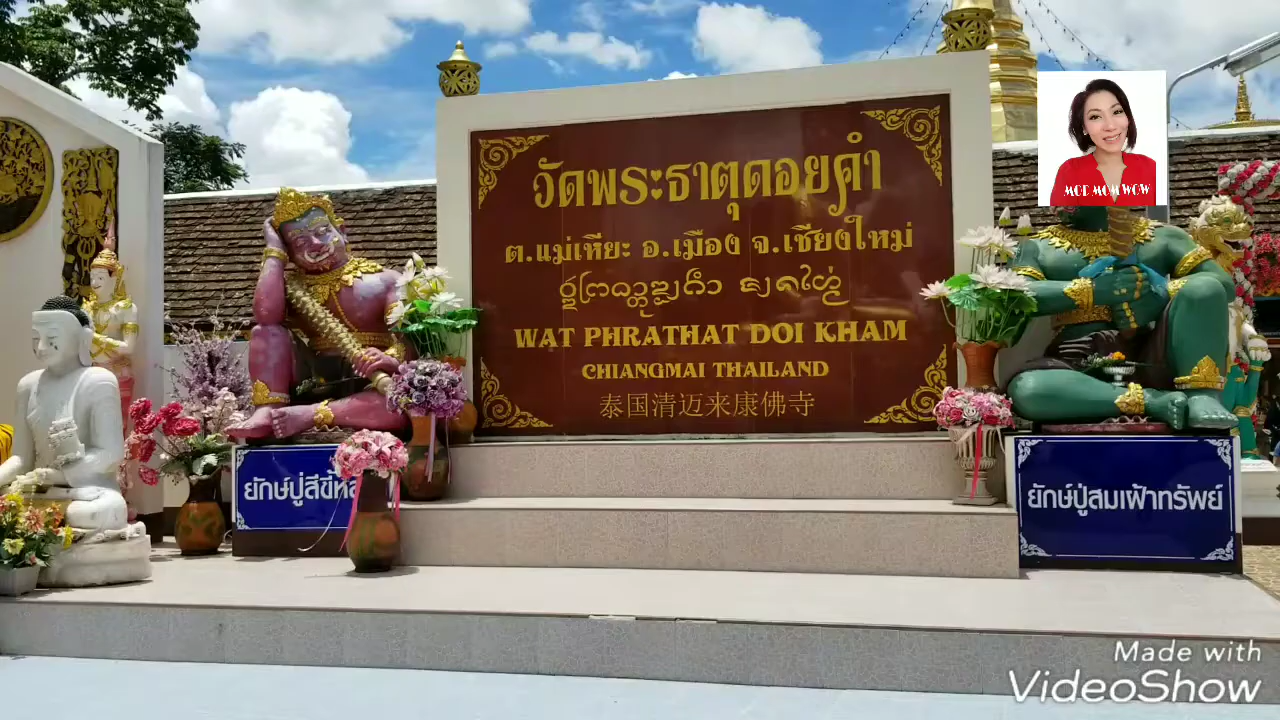 วัดพระธาตุดอยคำ
ต.แม่เหียะ อ.เมือง จ.เชียงใหม่
WAT PHRATHAT DOI KHAM
CHIANGMAI THAILAND
泰国清迈来康佛寺
MOD MOM WOW
ยักษ์ปู่สมเฝ้าทรัพย์
Made with
VideoShow